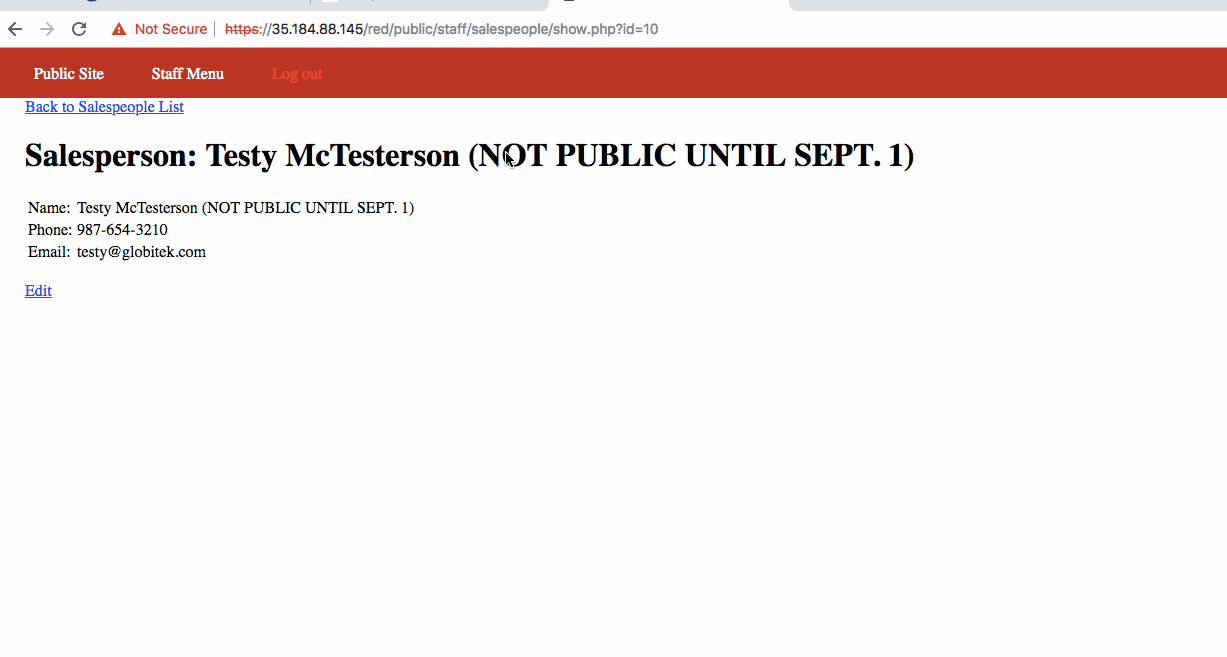 Not Secure https://35.184.88.145/red/public/staff/salespeople/show.php?id=10
Public Site Staff Menu Log out
Back to Salespeople List
Salesperson: Testy McTesterson (NOT PUBLIC UNTIL SEPT. 1)
Name: Testy McTesterson (NOT PUBLIC UNTIL SEPT. 1)
Phone: 987-654-3210
Email: testy@globitek.com
Edit